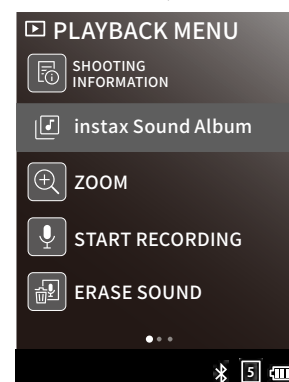 PLAYBACK MENU
SHOOTING
INFORMATION
instax Sound Album
ZOOM
START RECORDING
ERASE SOUND
5